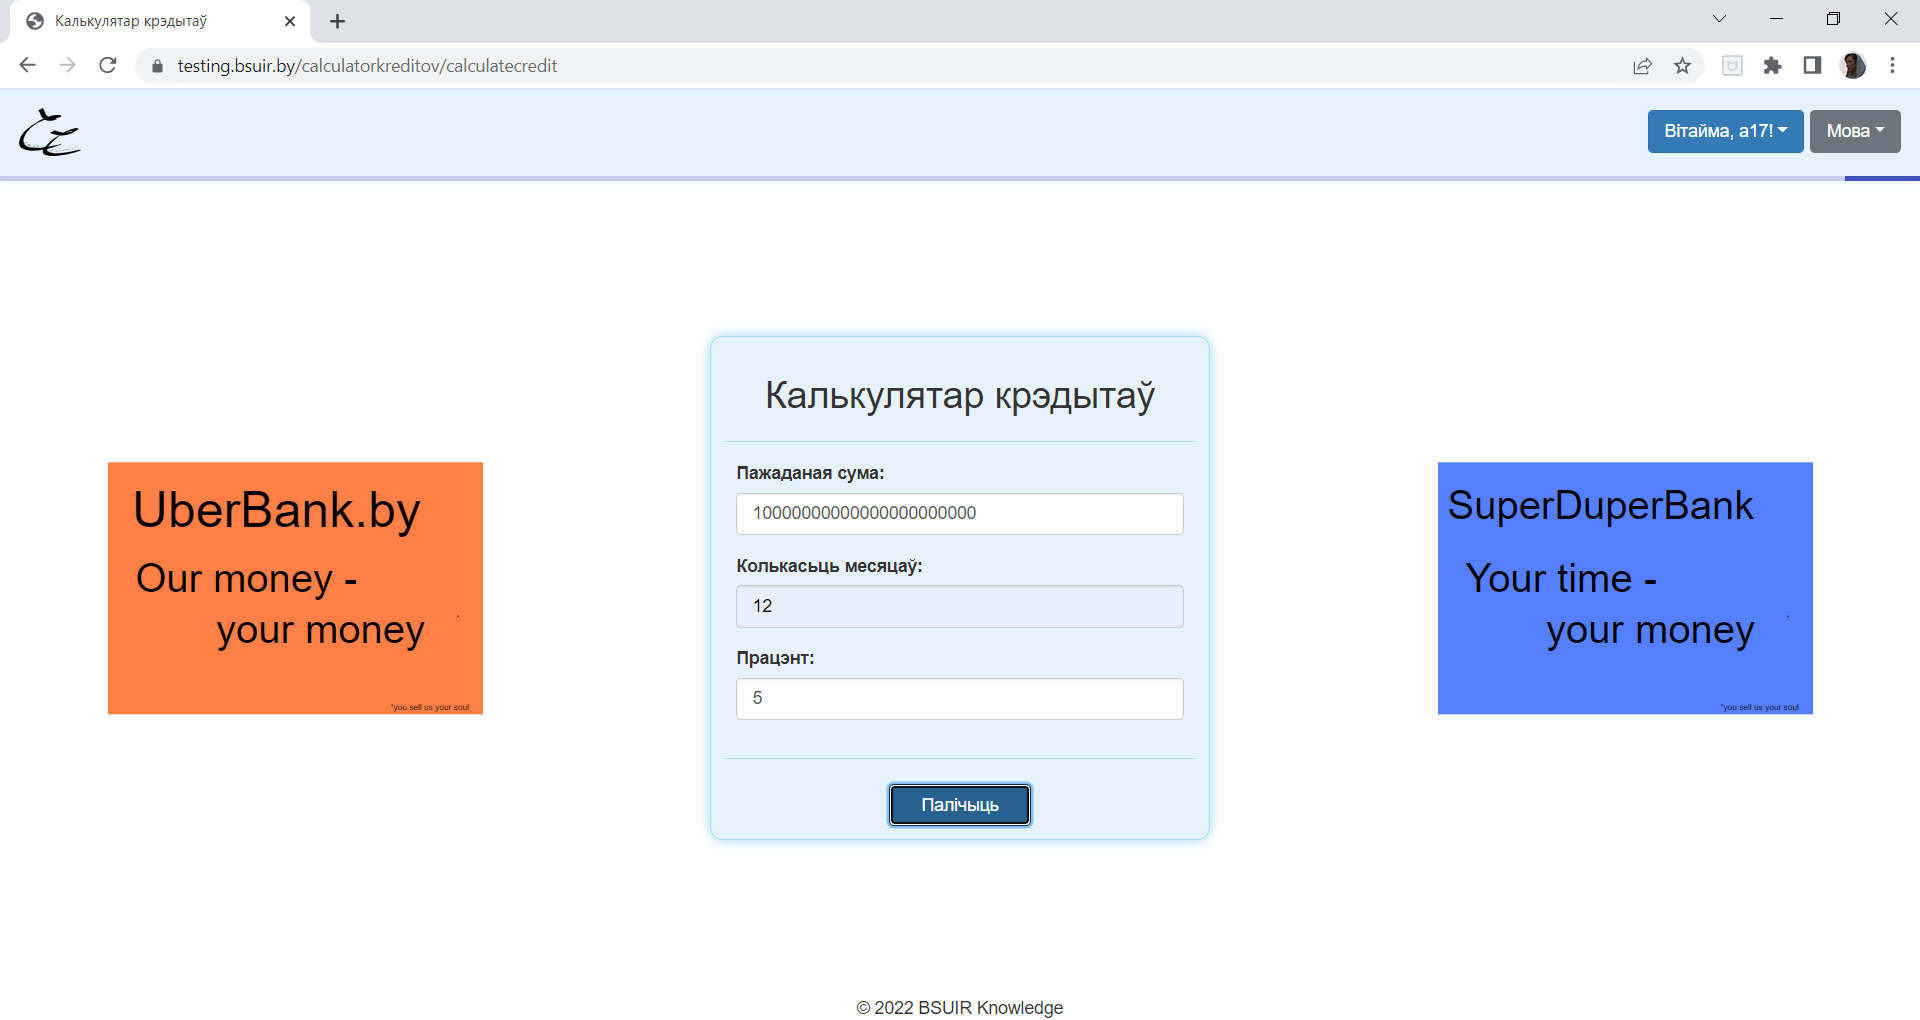 Калькулятар крэдытаў
testing.bsuir.by/calculatorkreditov/calculatecredit
Вітайма, a17!
Мова
Калькулятар крэдытаў
Пажаданая сума:
10000000000000000000000
Колькасьць месяцаў:
12
Працэнт:
5
Палічыць
UberBank.by
Our money -
your money
*you sell us your soul
SuperDuperBank
Your time -
your money
*you sell us your soul
© 2022 BSUIR Knowledge